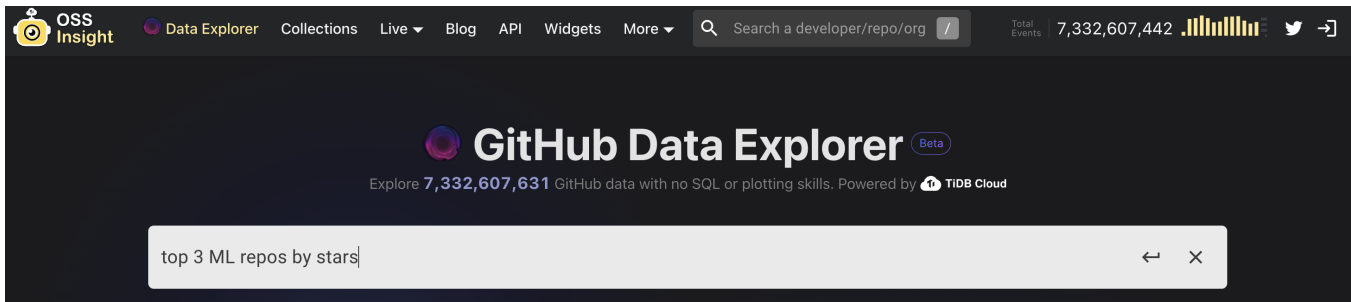 OSS
Insight
Data Explorer Collections Live Blog API Widgets More Search a developer/repo/org / Total Events 7,332,607,442
GitHub Data Explorer Beta
Explore 7,332,607,631 GitHub data with no SQL or plotting skills. Powered by TiDB Cloud
top 3 ML repos by stars